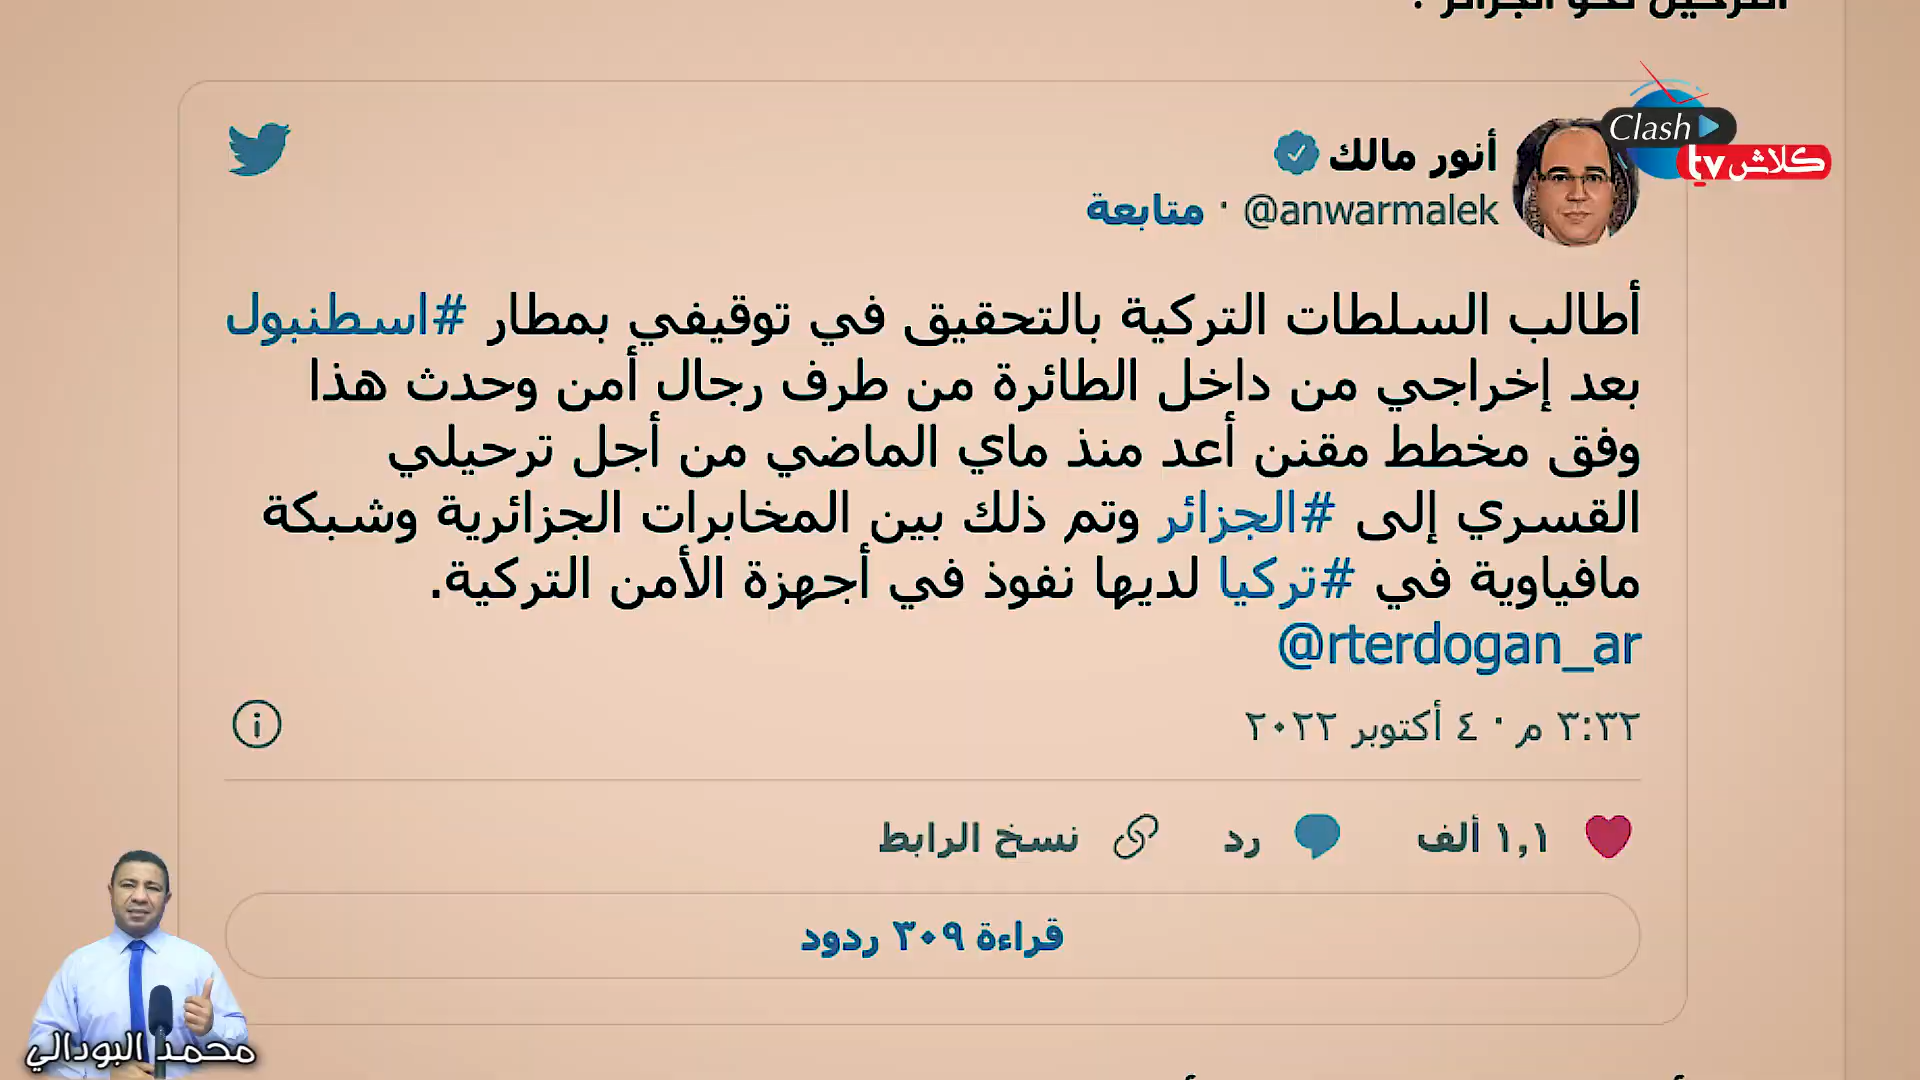 Clash
كلاش tv
أنور مالك
@anwarmalek · متابعة
أطالب السلطات التركية بالتحقيق في توقيفي بمطار #اسطنبول
بعد إخراجي من داخل الطائرة من طرف رجال أمن وحدث هذا
وفق مخطط مقنن أعد منذ ماي الماضي من أجل ترحيلي
القسري إلى #الجزائر وتم ذلك بين المخابرات الجزائرية وشبكة
مافياوية في #تركيا لديها نفوذ في أجهزة الأمن التركية.
@rterdogan_ar
٣:٣٢ م · ٤ أكتوبر ٢٠٢٢
١,١ ألف رد نسخ الرابط
قراءة ٣٠٩ ردود
محمد البودالي